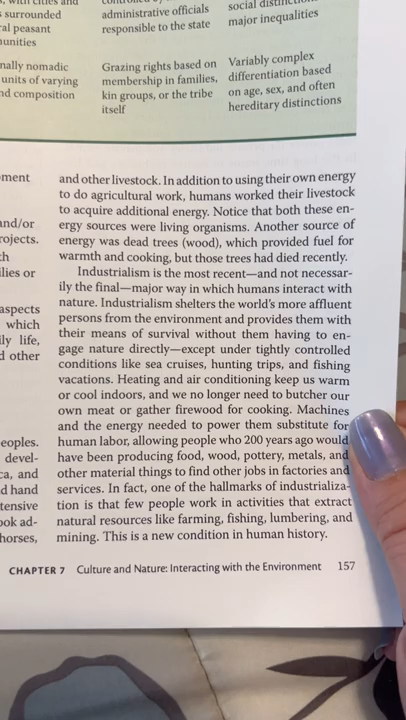 administrative officials
responsible to the state
major inequalities
s surrounded
al peasant
unities
nally nomadic
units of varying
nd composition
Grazing rights based on
membership in families,
kin groups, or the tribe
itself
Variably complex
differentiation based
on age, sex, and often
hereditary distinctions
ment
and/or
rojects.
th
ilies or
aspects
which
ily life,
d other
eoples.
devel-
ca, and
d hand
tensive
ook ad-
horses,
and other livestock. In addition to using their own energy
to do agricultural work, humans worked their livestock
to acquire additional energy. Notice that both these en-
ergy sources were living organisms. Another source of
energy was dead trees (wood), which provided fuel for
warmth and cooking, but those trees had died recently.
Industrialism is the most recent—and not necessar-
ily the final—major way in which humans interact with
nature. Industrialism shelters the world's more affluent
persons from the environment and provides them with
their means of survival without them having to en-
gage nature directly—except under tightly controlled
conditions like sea cruises, hunting trips, and fishing
vacations. Heating and air conditioning keep us warm
or cool indoors, and we no longer need to butcher our
own meat or gather firewood for cooking. Machines
and the energy needed to power them substitute for
human labor, allowing people who 200 years ago would
have been producing food, wood, pottery, metals, and
other material things to find other jobs in factories and
services. In fact, one of the hallmarks of industrializa-
tion is that few people work in activities that extract
natural resources like farming, fishing, lumbering, and
mining. This is a new condition in human history.
CHAPTER 7 Culture and Nature: Interacting with the Environment 157